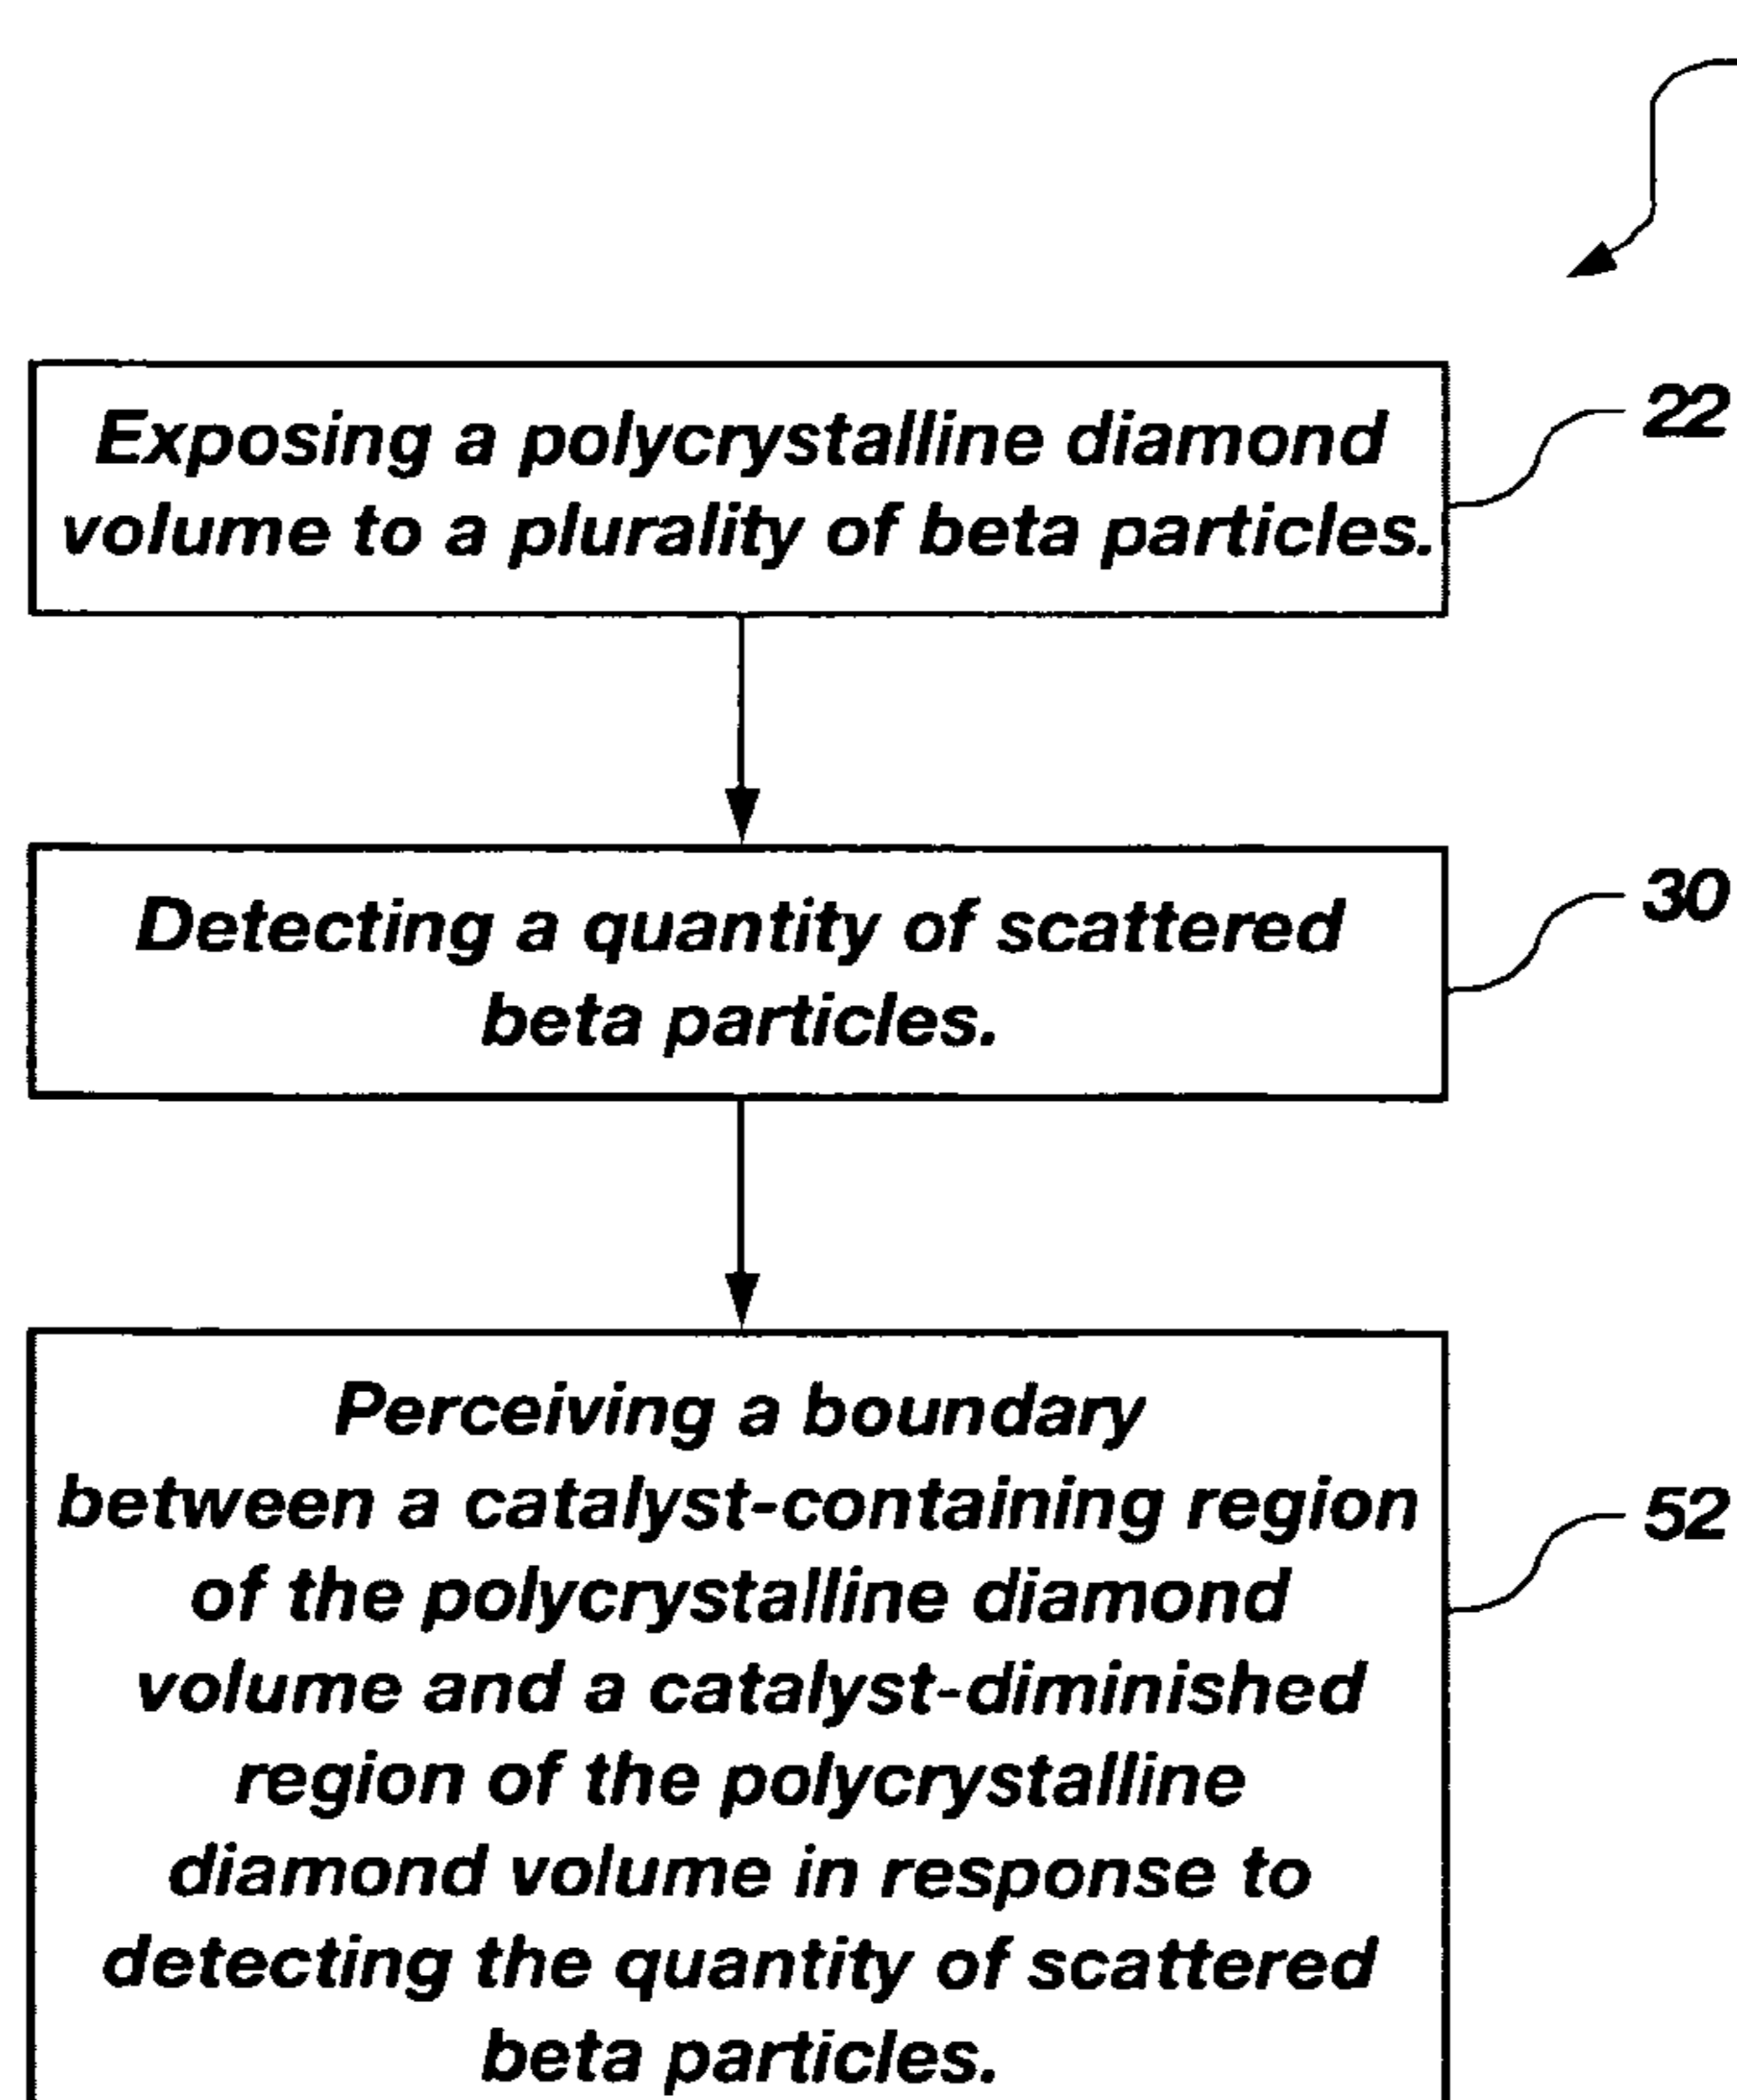 Exposing a polycrystalline diamond
volume to a plurality of beta particles.
22
Detecting a quantity of scattered
beta particles.
30
Perceiving a boundary
between a catalyst-containing region
of the polycrystalline diamond
volume and a catalyst-diminished
region of the polycrystalline
diamond volume in response to
detecting the quantity of scattered
beta particles.
52